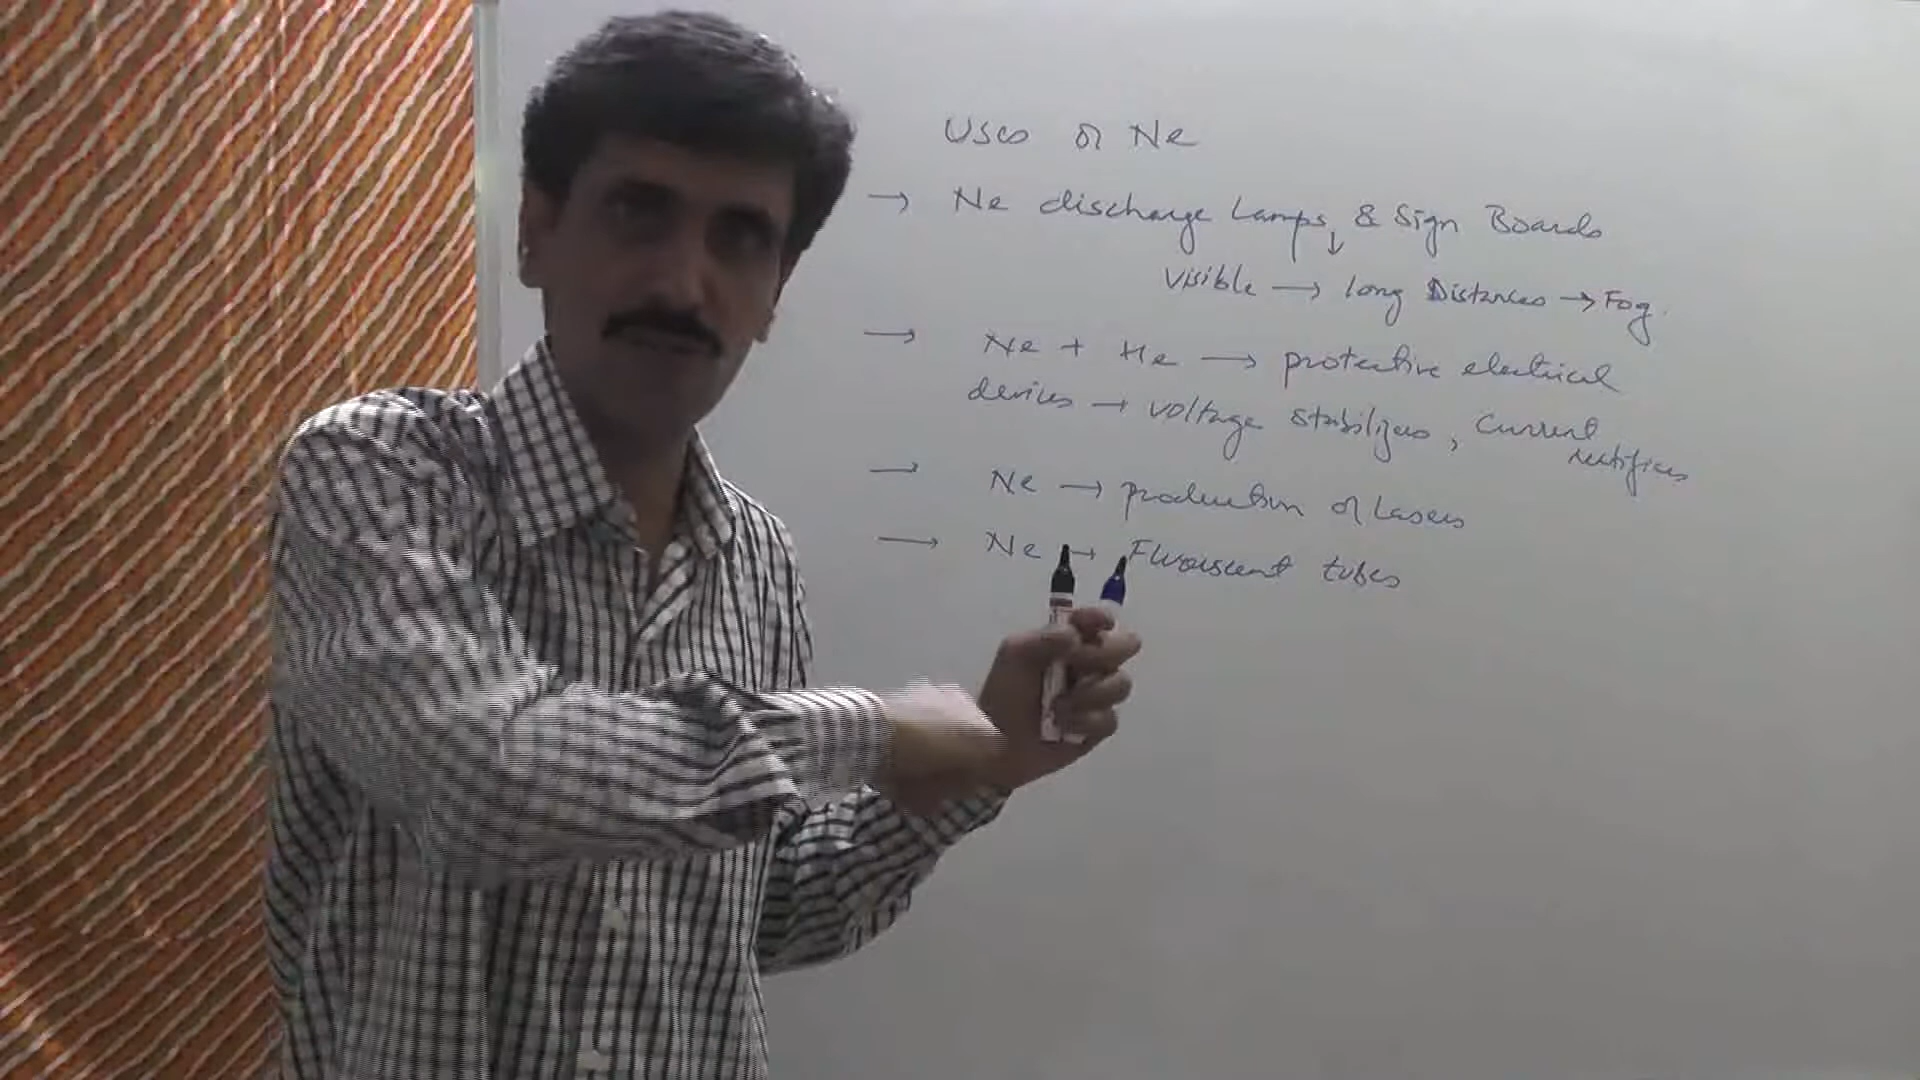 Uses of Ne
→ Ne discharge Lamps & Sign Boards
↓
Visible → long Distances → Fog.
→ Ne + He → protective electrical
devices → voltage stabilizers, Current
rectifiers
→ Ne → production of Lasers
→ Ne → Fluoriscent tubes